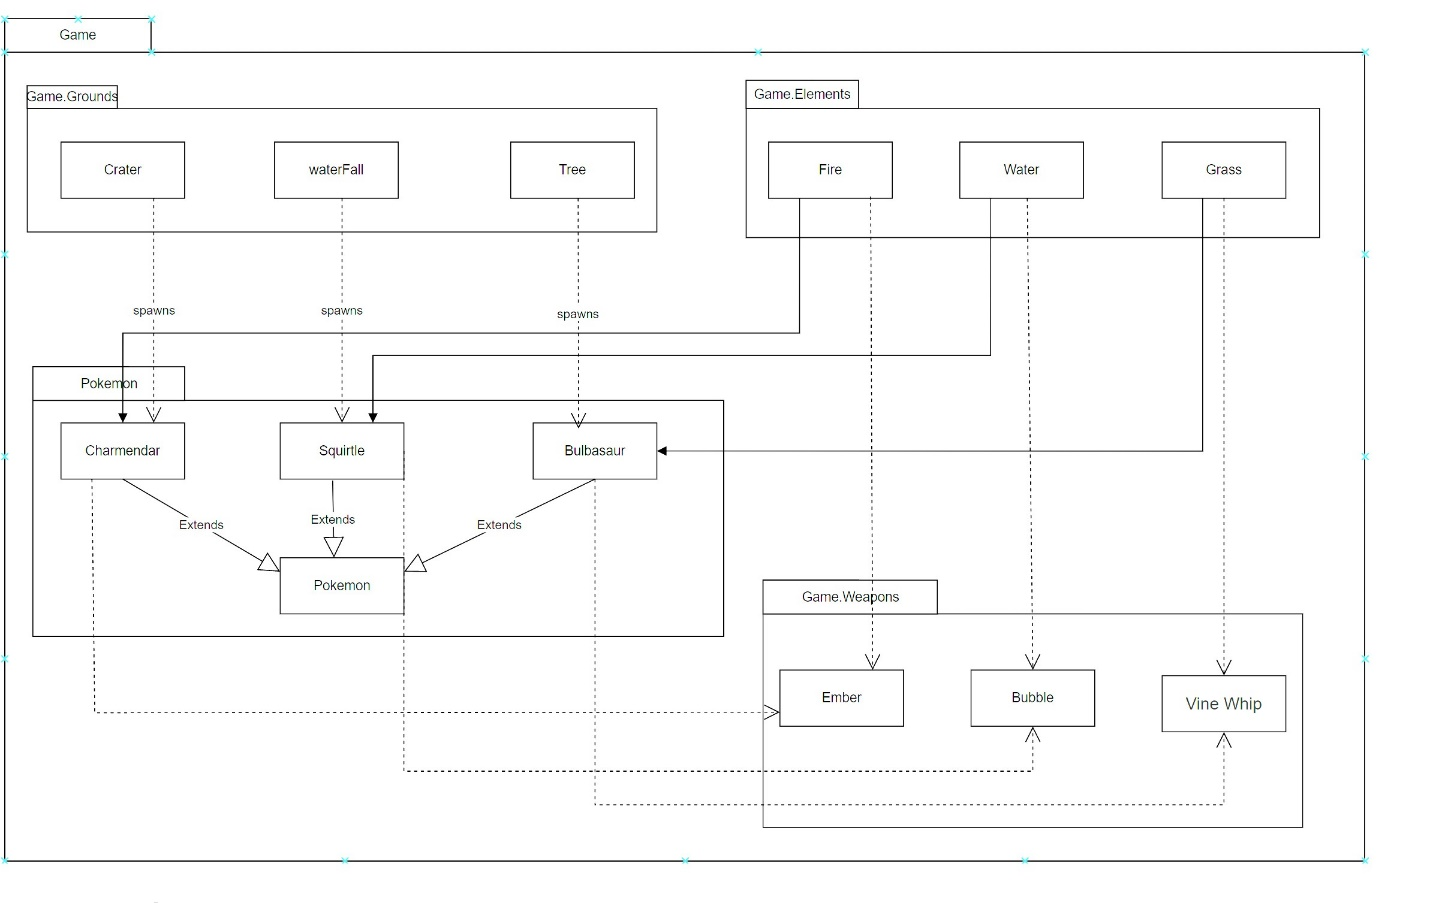 Game
Game.Grounds
Game.Elements
Crater
waterFall
Tree
Fire
Water
Grass
spawns
spawns
spawns
Pokemon
Charmendar
Squirtle
Bulbasaur
Extends
Extends
Extends
Pokemon
Game.Weapons
Ember
Bubble
Vine Whip